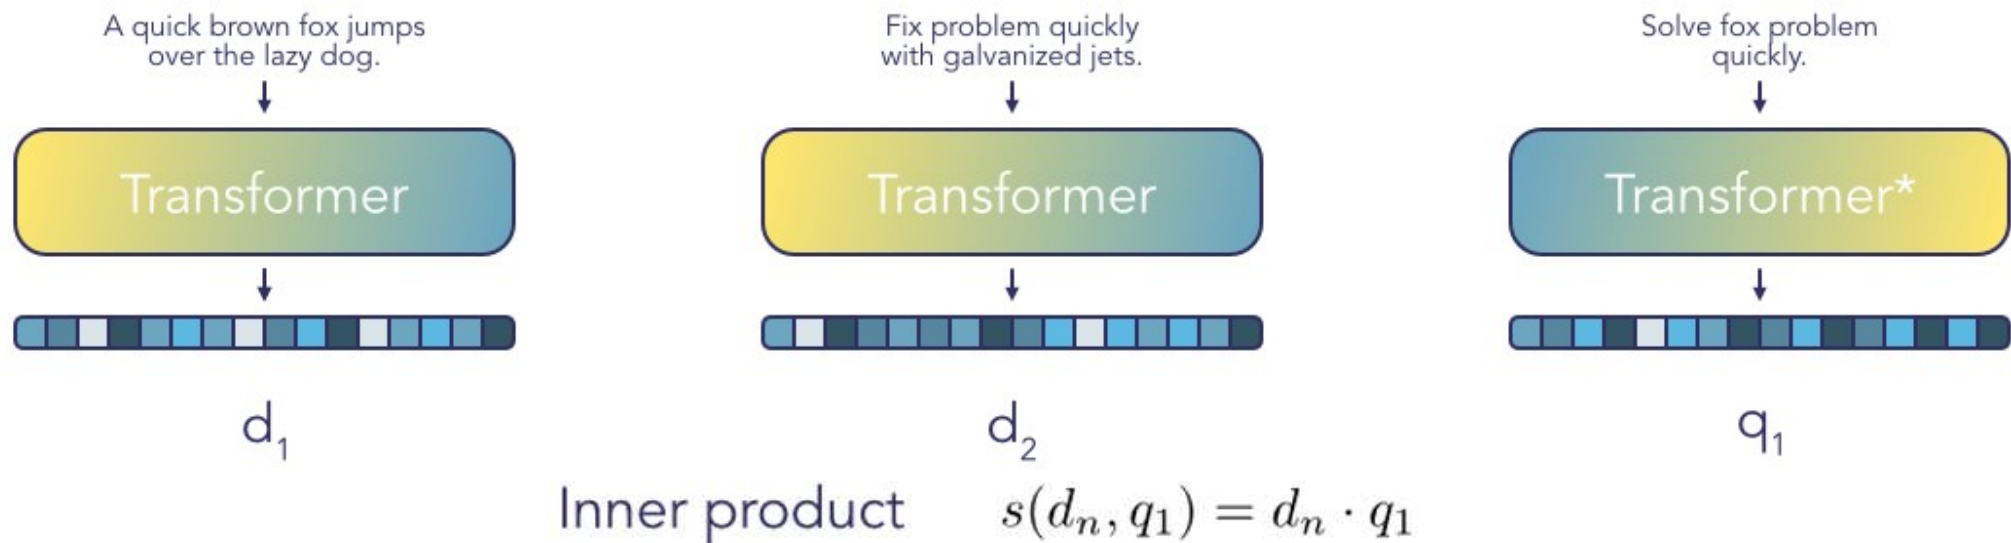 A quick brown fox jumps
over the lazy dog.
Fix problem quickly
with galvanized jets.
Solve fox problem
quickly.
Transformer
Transformer
Transformer*
d₁
d₂
q₁
Inner product s(dₙ, q₁) = dₙ · q₁